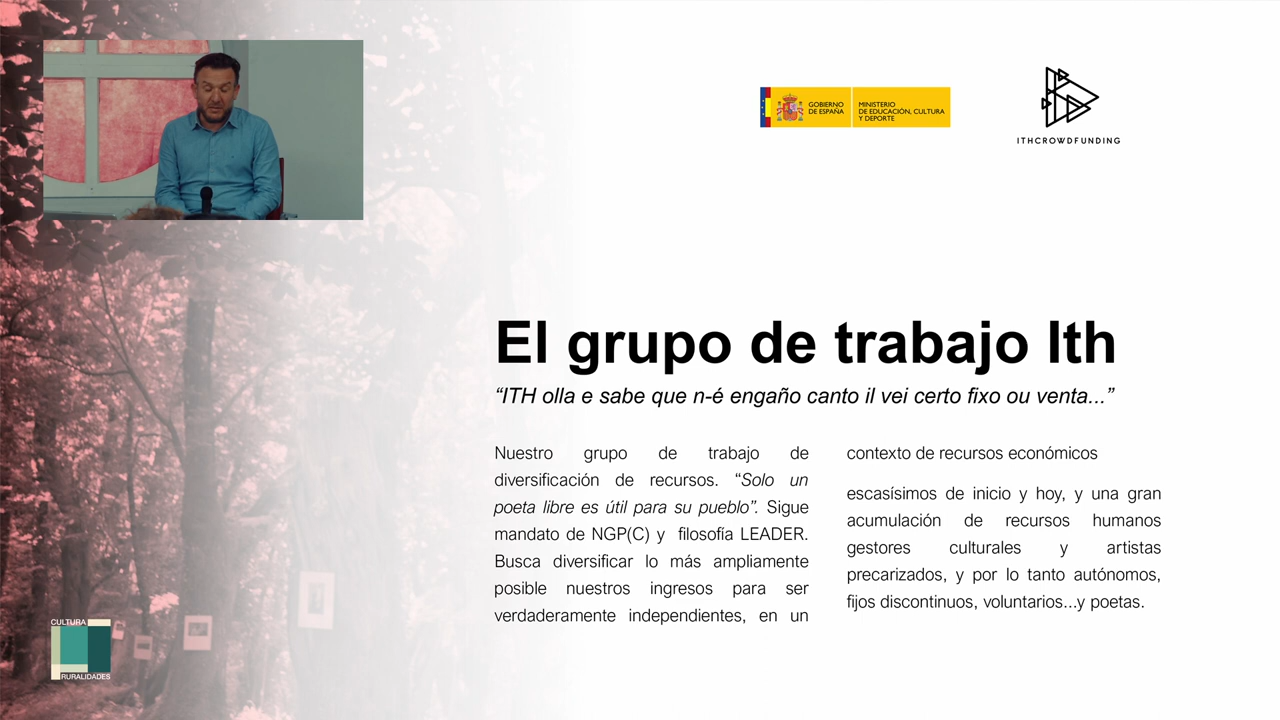 GOBIERNO
DE ESPAÑA
MINISTERIO
DE EDUCACIÓN, CULTURA
Y DEPORTE
ITHCROWDFUNDING
El grupo de trabajo Ith
“ITH olla e sabe que n-é engaño canto il vei certo fixo ou venta...”
Nuestro grupo de trabajo de
diversificación de recursos. “Solo un
poeta libre es útil para su pueblo”. Sigue
mandato de NGP(C) y filosofía LEADER.
Busca diversificar lo más ampliamente
posible nuestros ingresos para ser
verdaderamente independientes, en un
contexto de recursos económicos
escasísimos de inicio y hoy, y una gran
acumulación de recursos humanos
gestores culturales y artistas
precarizados, y por lo tanto autónomos,
fijos discontinuos, voluntarios...y poetas.
CULTURA
RURALIDADES